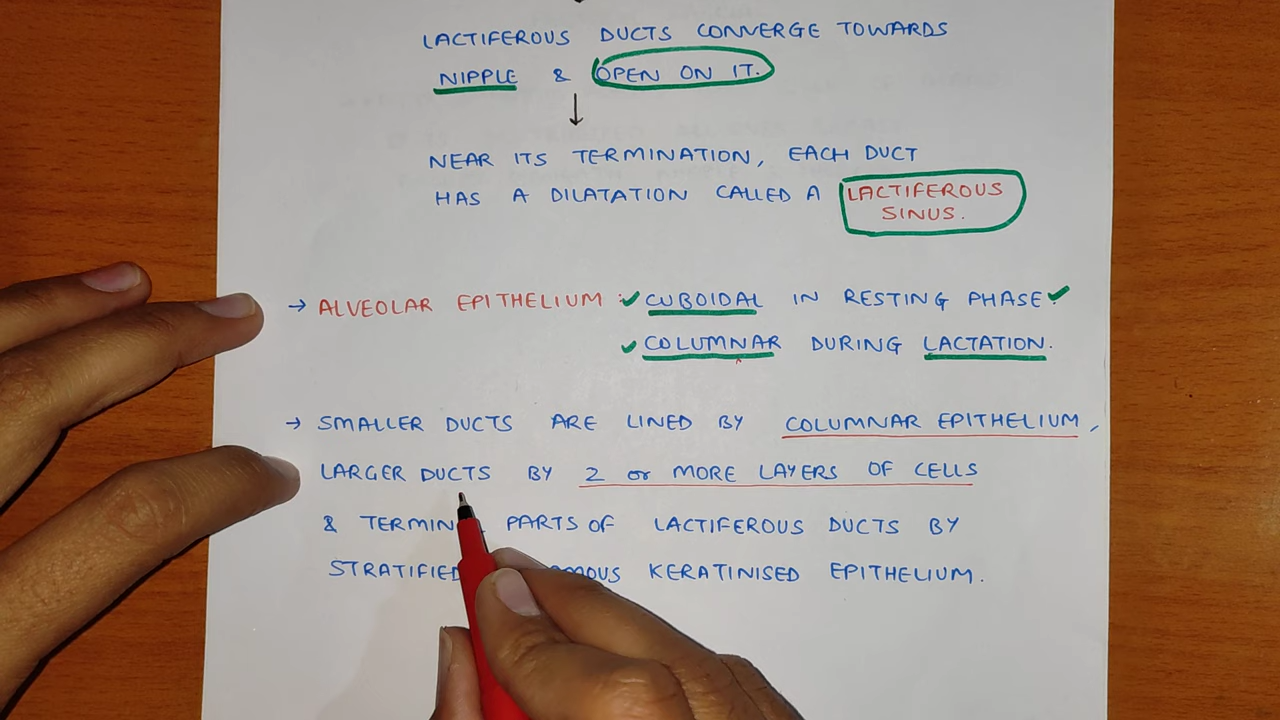 LACTIFEROUS DUCTS CONVERGE TOWARDS
NIPPLE & OPEN ON IT.
↓
NEAR ITS TERMINATION, EACH DUCT
HAS A DILATATION CALLED A LACTIFEROUS
SINUS.
→ ALVEOLAR EPITHELIUM : ✓ CUBOIDAL IN RESTING PHASE ✓
✓ COLUMNAR DURING LACTATION.
→ SMALLER DUCTS ARE LINED BY COLUMNAR EPITHELIUM,
LARGER DUCTS BY 2 or MORE LAYERS OF CELLS
& PARTS OF LACTIFEROUS DUCTS BY
STRATIFIED KERATINISED EPITHELIUM.